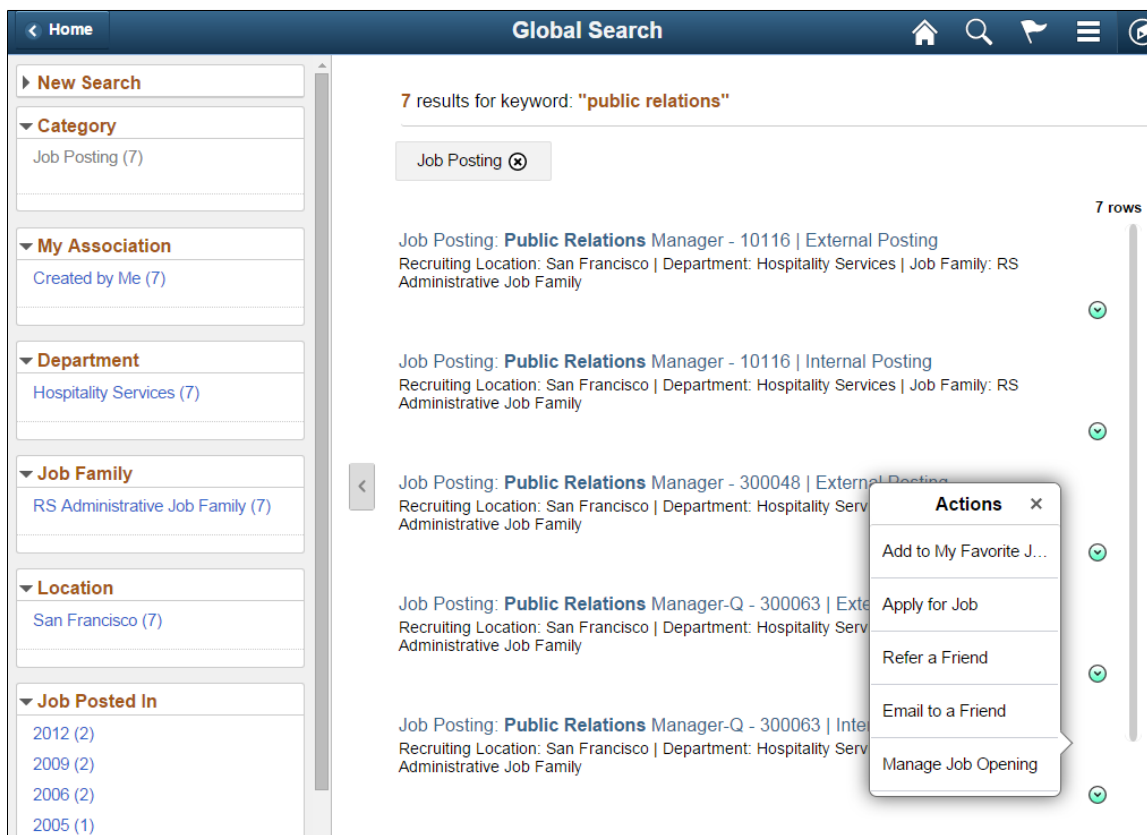 Home
Global Search
New Search
Category
Job Posting (7)
My Association
Created by Me (7)
Department
Hospitality Services (7)
Job Family
RS Administrative Job Family (7)
Location
San Francisco (7)
Job Posted In
2012 (2)
2009 (2)
2006 (2)
2005 (1)
7 results for keyword: "public relations"
Job Posting
7 rows
Job Posting: Public Relations Manager - 10116 | External Posting
Recruiting Location: San Francisco | Department: Hospitality Services | Job Family: RS
Administrative Job Family
Job Posting: Public Relations Manager - 10116 | Internal Posting
Recruiting Location: San Francisco | Department: Hospitality Services | Job Family: RS
Administrative Job Family
Job Posting: Public Relations Manager - 300048 | External Posting
Recruiting Location: San Francisco | Department: Hospitality Serv
Administrative Job Family
Job Posting: Public Relations Manager-Q - 300063 | Exte
Recruiting Location: San Francisco | Department: Hospitality Serv
Administrative Job Family
Job Posting: Public Relations Manager-Q - 300063 | Inte
Recruiting Location: San Francisco | Department: Hospitality Serv
Administrative Job Family
Actions
Add to My Favorite J...
Apply for Job
Refer a Friend
Email to a Friend
Manage Job Opening